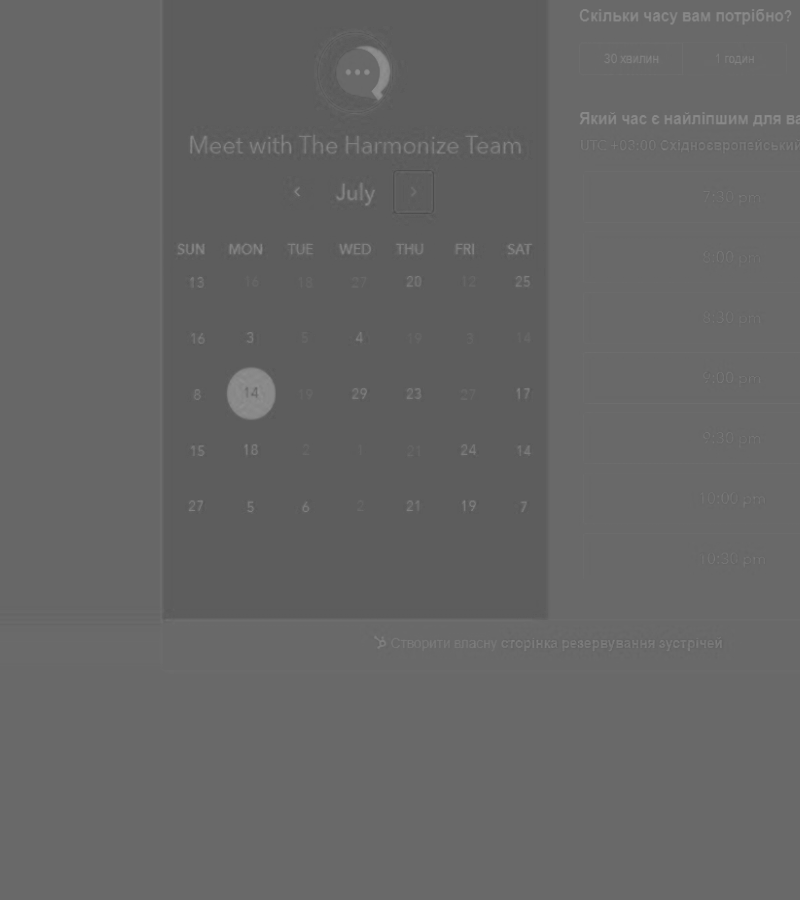 Meet with The Harmonize Team
July
SUN MON TUE WED THU FRI SAT
13 16 18 27 20 12 25
16 3 5 4 19 3 14
8 14 19 29 23 27 17
15 18 2 1 21 24 14
27 5 6 2 21 19 7
Скільки часу вам потрібно?
30 хвилин 1 годин
Який час є найліпшим для ва
UTC +03:00 Східноєвропейський
7:30 pm
8:00 pm
8:30 pm
9:00 pm
9:30 pm
10:00 pm
10:30 pm
Створити власну сторінка резервування зустрічей